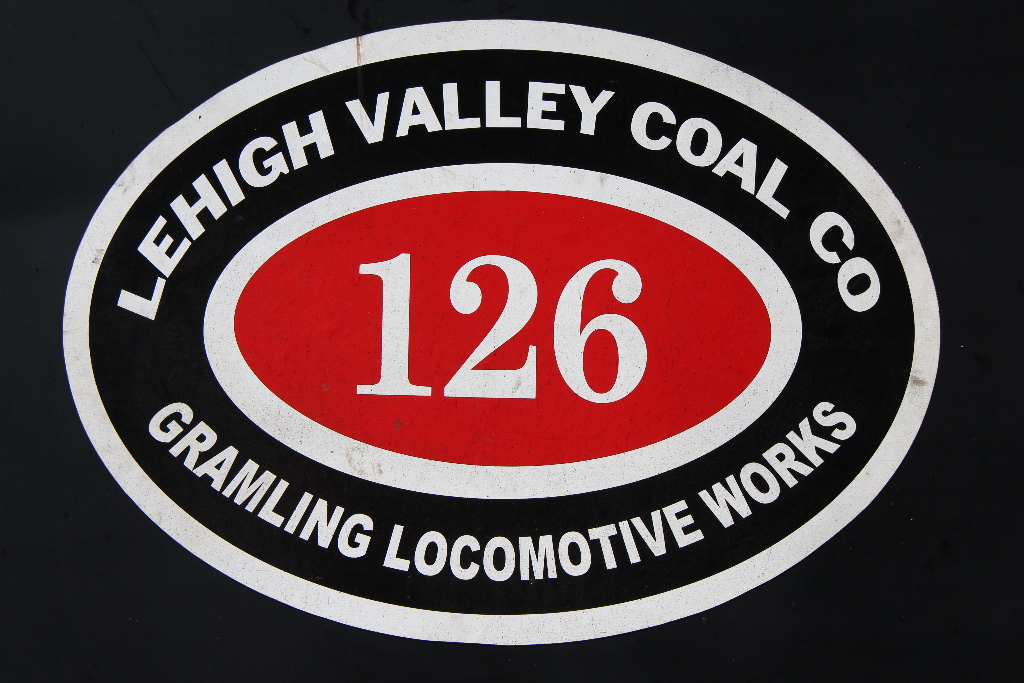 LEHIGH VALLEY COAL CO
126
GRAMLING LOCOMOTIVE WORKS